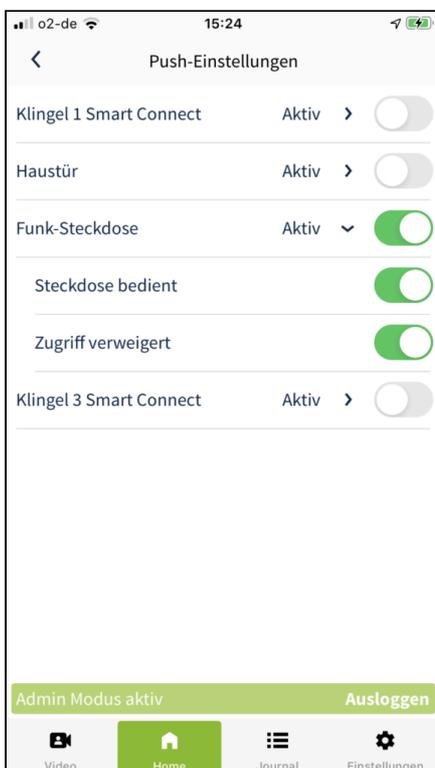 o2-de 15:24
Push-Einstellungen
Klingel 1 Smart Connect Aktiv
Haustür Aktiv
Funk-Steckdose Aktiv
Steckdose bedient
Zugriff verweigert
Klingel 3 Smart Connect Aktiv
Admin Modus aktiv Ausloggen
Video Home Journal Einstellungen